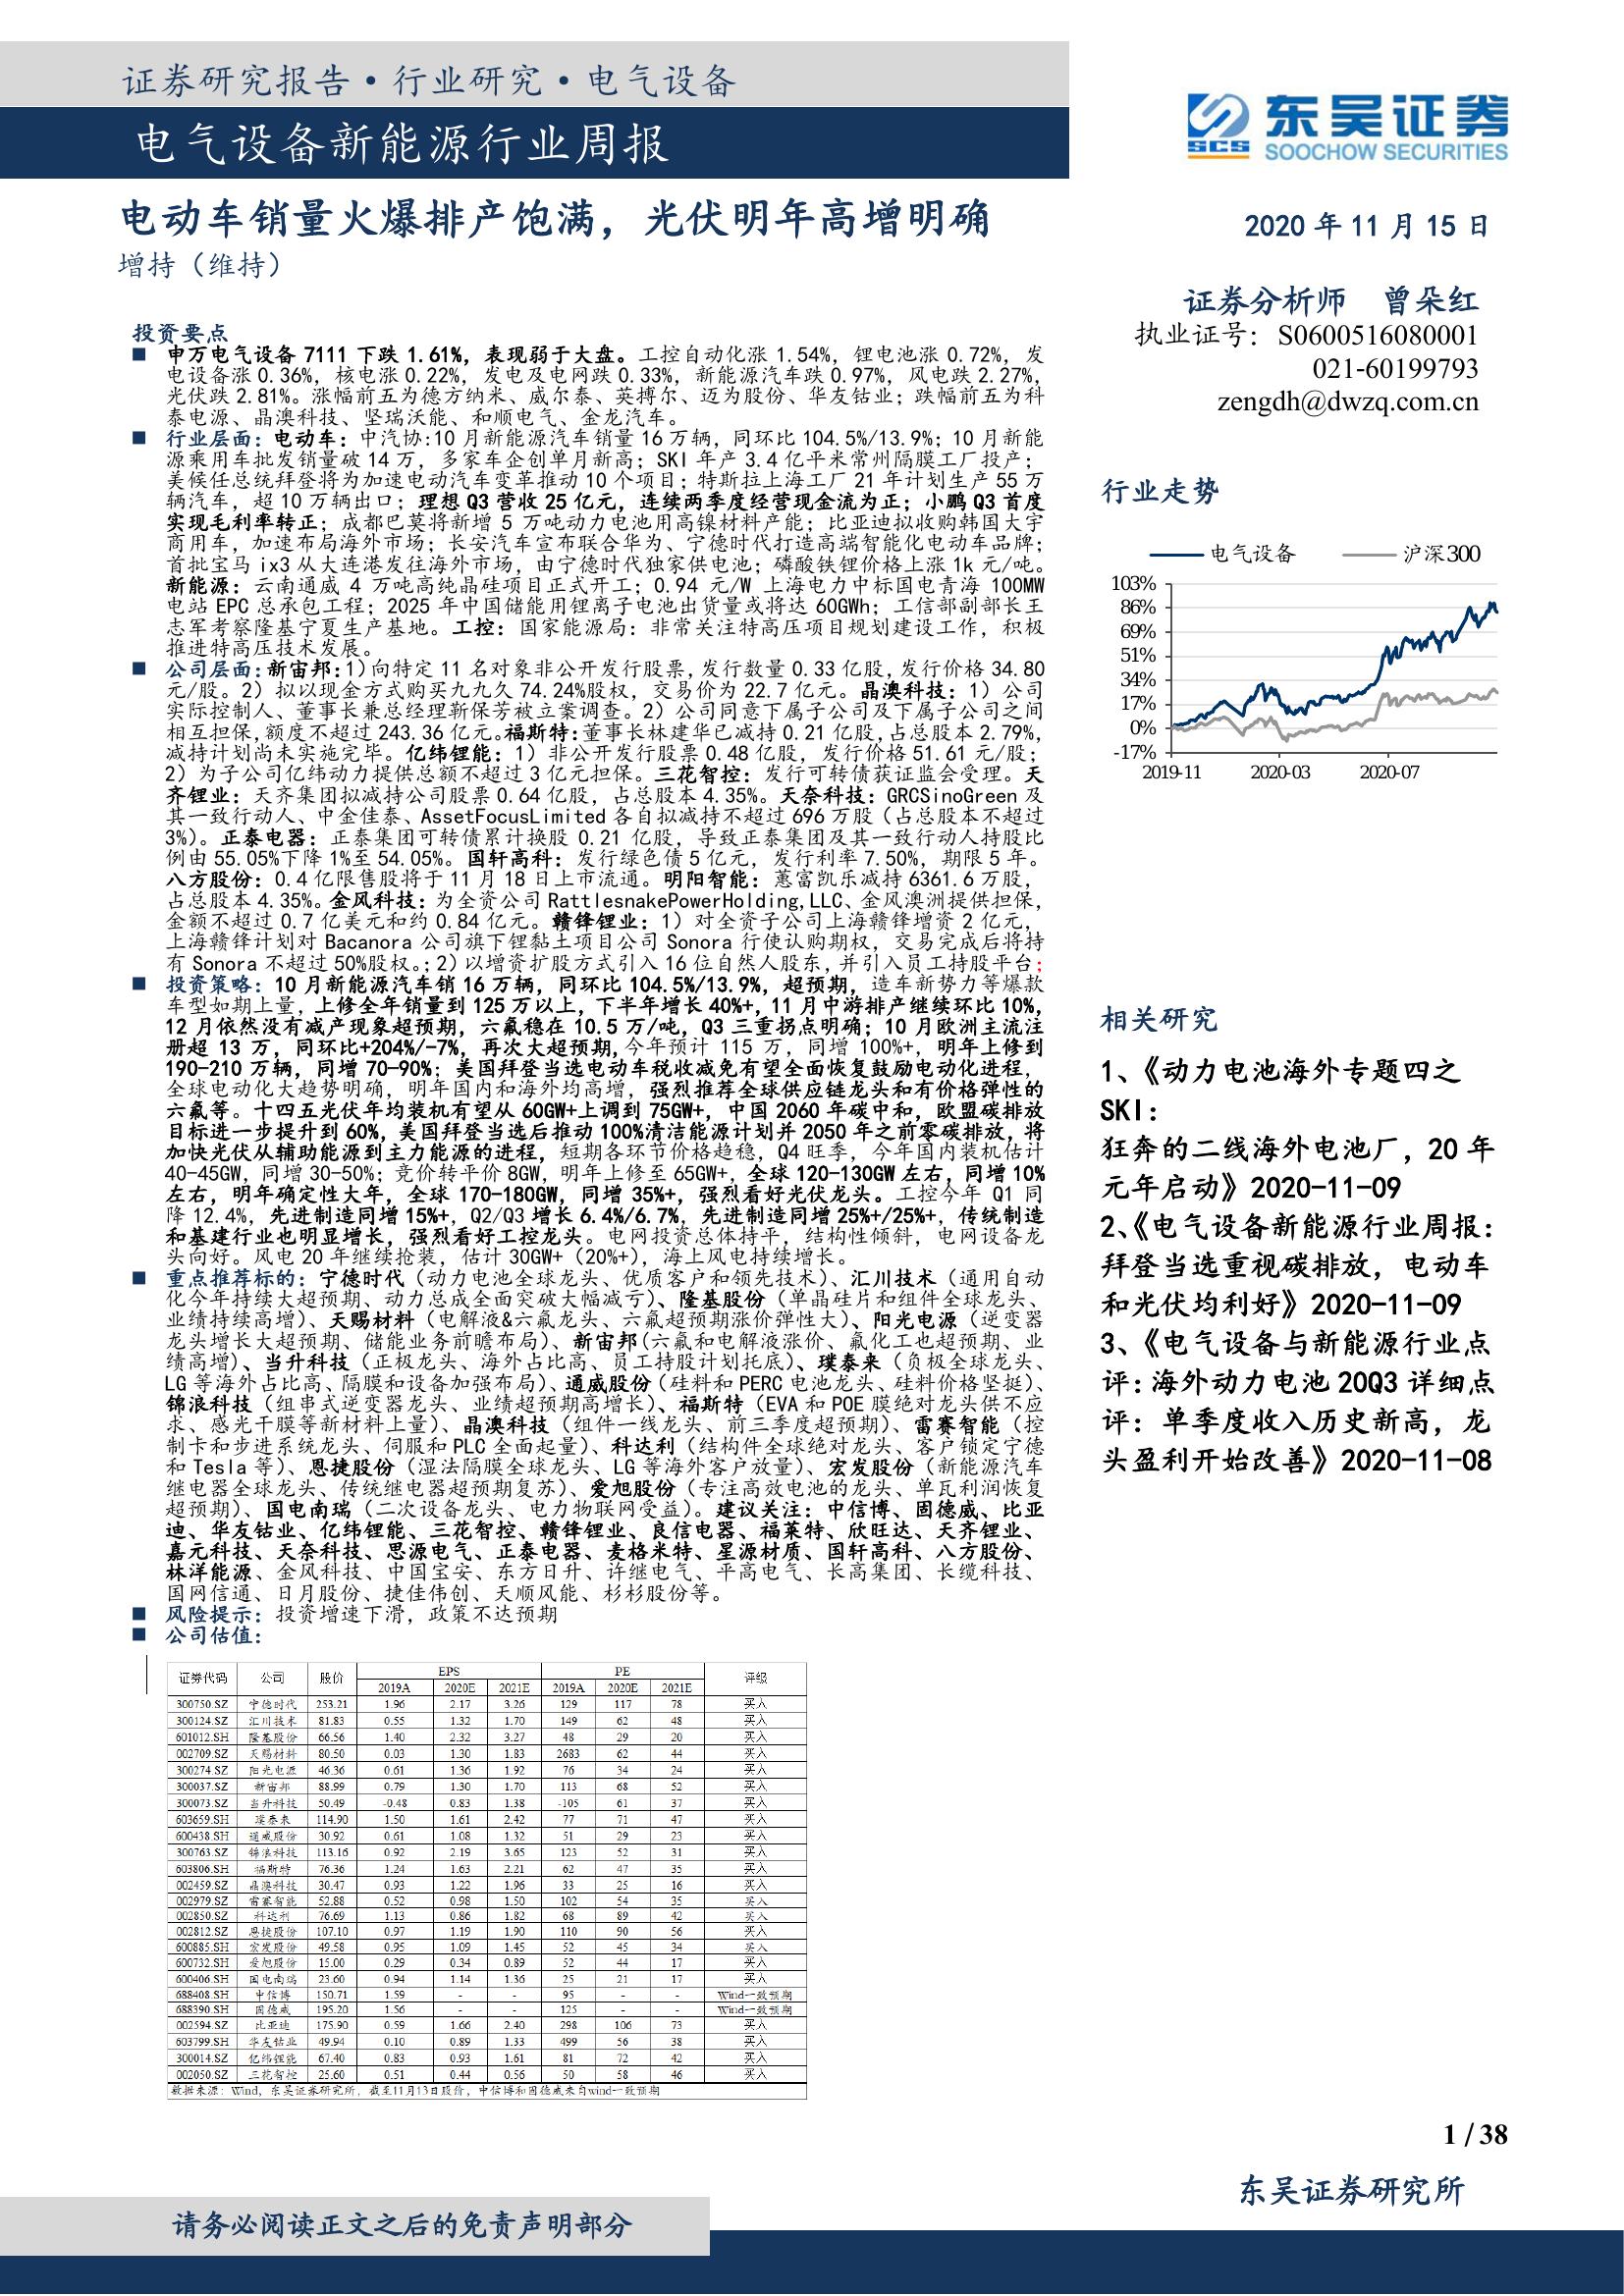 证券研究报告·行业研究·电气设备
电气设备新能源行业周报
东吴证券
SCS
SOOCHOW SECURITIES
电动车销量火爆排产饱满，光伏明年高增明确
增持（维持）
2020 年 11 月 15 日
证券分析师 曾朵红
执业证号：S0600516080001
021-60199793
zengdh@dwzq.com.cn
投资要点
■ 申万电气设备 7111 下跌 1.61%，表现弱于大盘。工控自动化涨 1.54%，锂电池涨 0.72%，发
电设备涨 0.36%，核电涨 0.22%，发电及电网跌 0.33%，新能源汽车跌 0.97%，风电跌 2.27%，
光伏跌 2.81%。涨幅前五为德方纳米、威尔泰、英搏尔、迈为股份、华友钴业；跌幅前五为科
泰电源、晶澳科技、坚瑞沃能、和顺电气、金龙汽车。
■ 行业层面：电动车：中汽协:10 月新能源汽车销量 16 万辆，同环比 104.5%/13.9%；10 月新能
源乘用车批发销量破 14 万，多家车企创单月新高；SKI 年产 3.4 亿平米常州隔膜工厂投产；
美候任总统拜登将为加速电动汽车变革推动 10 个项目；特斯拉上海工厂 21 年计划生产 55 万
辆汽车，超 10 万辆出口；理想 Q3 营收 25 亿元，连续两季度经营现金流为正；小鹏 Q3 首度
实现毛利率转正；成都巴莫将新增 5 万吨动力电池用高镍材料产能；比亚迪拟收购韩国大宇
商用车，加速布局海外市场；长安汽车宣布联合华为、宁德时代打造高端智能化电动车品牌；
首批宝马 ix3 从大连港发往海外市场，由宁德时代独家供电池；磷酸铁锂价格上涨 1k 元/吨。
新能源：云南通威 4 万吨高纯晶硅项目正式开工；0.94 元/W 上海电力中标国电青海 100MW
电站 EPC 总承包工程；2025 年中国储能用锂离子电池出货量或将达 60GWh；工信部副部长王
志军考察隆基宁夏生产基地。工控：国家能源局：非常关注特高压项目规划建设工作，积极
推进特高压技术发展。
■ 公司层面：新宙邦：1)向特定 11 名对象非公开发行股票,发行数量 0.33 亿股,发行价格 34.80
元/股。2）拟以现金方式购买九九久 74.24%股权，交易价为 22.7 亿元。晶澳科技：1）公司
实际控制人、董事长兼总经理靳保芳被立案调查。2）公司同意下属子公司及下属子公司之间
相互担保,额度不超过 243.36 亿元。福斯特：董事长林建华已减持 0.21 亿股,占总股本 2.79%,
减持计划尚未实施完毕。亿纬锂能：1）非公开发行股票 0.48 亿股，发行价格 51.61 元/股；
2）为子公司亿纬动力提供总额不超过 3 亿元担保。三花智控：发行可转债获证监会受理。天
齐锂业：天齐集团拟减持公司股票 0.64 亿股，占总股本 4.35%。天奈科技：GRCSinoGreen 及
其一致行动人、中金佳泰、AssetFocusLimited 各自拟减持不超过 696 万股（占总股本不超过
3%）。正泰电器：正泰集团可转债累计换股 0.21 亿股，导致正泰集团及其一致行动人持股比
例由 55.05%下降 1%至 54.05%。国轩高科：发行绿色债 5 亿元，发行利率 7.50%，期限 5 年。
八方股份：0.4 亿限售股将于 11 月 18 日上市流通。明阳智能：蕙富凯乐减持 6361.6 万股，
占总股本 4.35%。金风科技：为全资公司 RattlesnakePowerHolding,LLC、金风澳洲提供担保，
金额不超过 0.7 亿美元和约 0.84 亿元。赣锋锂业：1）对全资子公司上海赣锋增资 2 亿元，
上海赣锋计划对 Bacanora 公司旗下锂黏土项目公司 Sonora 行使认购期权，交易完成后将持
有 Sonora 不超过 50%股权。；2）以增资扩股方式引入 16 位自然人股东,并引入员工持股平台；
■ 投资策略：10 月新能源汽车销 16 万辆，同环比 104.5%/13.9%，超预期，造车新势力等爆款
车型如期上量，上修全年销量到 125 万以上，下半年增长 40%+，11 月中游排产继续环比 10%，
12 月依然没有减产现象超预期，六氟稳在 10.5 万/吨，Q3 三重拐点明确；10 月欧洲主流注
册超 13 万，同环比+204%/-7%，再次大超预期,今年预计 115 万，同增 100%+，明年上修到
190-210 万辆，同增 70-90%；美国拜登当选电动车税收减免有望全面恢复鼓励电动化进程，
全球电动化大趋势明确，明年国内和海外均高增，强烈推荐全球供应链龙头和有价格弹性的
六氟等。十四五光伏年均装机有望从 60GW+上调到 75GW+，中国 2060 年碳中和，欧盟碳排放
目标进一步提升到 60%，美国拜登当选后推动 100%清洁能源计划并 2050 年之前零碳排放，将
加快光伏从辅助能源到主力能源的进程，短期各环节价格趋稳，Q4 旺季，今年国内装机估计
40-45GW，同增 30-50%；竞价转平价 8GW，明年上修至 65GW+，全球 120-130GW 左右，同增 10%
左右，明年确定性大年，全球 170-180GW，同增 35%+，强烈看好光伏龙头。工控今年 Q1 同
降 12.4%，先进制造同增 15%+，Q2/Q3 增长 6.4%/6.7%，先进制造同增 25%+/25%+，传统制造
和基建行业也明显增长，强烈看好工控龙头。电网投资总体持平，结构性倾斜，电网设备龙
头向好。风电 20 年继续抢装，估计 30GW+（20%+），海上风电持续增长。
■ 重点推荐标的：宁德时代（动力电池全球龙头、优质客户和领先技术）、汇川技术（通用自动
化今年持续大超预期、动力总成全面突破大幅减亏）、隆基股份（单晶硅片和组件全球龙头、
业绩持续高增）、天赐材料（电解液&六氟龙头、六氟超预期涨价弹性大）、阳光电源（逆变器
龙头增长大超预期、储能业务前瞻布局）、新宙邦(六氟和电解液涨价、氟化工也超预期、业
绩高增）、当升科技（正极龙头、海外占比高、员工持股计划托底）、璞泰来（负极全球龙头、
LG 等海外占比高、隔膜和设备加强布局）、通威股份（硅料和 PERC 电池龙头、硅料价格坚挺）、
锦浪科技（组串式逆变器龙头、业绩超预期高增长）、福斯特（EVA 和 POE 膜绝对龙头供不应
求、感光干膜等新材料上量）、晶澳科技（组件一线龙头、前三季度超预期）、雷赛智能（控
制卡和步进系统龙头、伺服和 PLC 全面起量）、科达利（结构件全球绝对龙头、客户锁定宁德
和 Tesla 等）、恩捷股份（湿法隔膜全球龙头、LG 等海外客户放量）、宏发股份（新能源汽车
继电器全球龙头、传统继电器超预期复苏）、爱旭股份（专注高效电池的龙头、单瓦利润恢复
超预期）、国电南瑞（二次设备龙头、电力物联网受益）。建议关注：中信博、固德威、比亚
迪、华友钴业、亿纬锂能、三花智控、赣锋锂业、良信电器、福莱特、欣旺达、天齐锂业、
嘉元科技、天奈科技、思源电气、正泰电器、麦格米特、星源材质、国轩高科、八方股份、
林洋能源、金风科技、中国宝安、东方日升、许继电气、平高电气、长高集团、长缆科技、
国网信通、日月股份、捷佳伟创、天顺风能、杉杉股份等。
■ 风险提示：投资增速下滑，政策不达预期
■ 公司估值：
证券代码 公司 股价 EPS PE 评级
2019A 2020E 2021E 2019A 2020E 2021E
300750.SZ 宁德时代 253.21 1.96 2.17 3.26 129 117 78 买入
300124.SZ 汇川技术 81.83 0.55 1.32 1.70 149 62 48 买入
601012.SH 隆基股份 66.56 1.40 2.32 3.27 48 29 20 买入
002709.SZ 天赐材料 80.50 0.03 1.30 1.83 2683 62 44 买入
300274.SZ 阳光电源 46.36 0.61 1.36 1.92 76 34 24 买入
300037.SZ 新宙邦 88.99 0.79 1.30 1.70 113 68 52 买入
300073.SZ 当升科技 50.49 -0.48 0.83 1.38 -105 61 37 买入
603659.SH 璞泰来 114.90 1.50 1.61 2.42 77 71 47 买入
600438.SH 通威股份 30.92 0.61 1.08 1.32 51 29 23 买入
300763.SZ 锦浪科技 113.16 0.92 2.19 3.65 123 52 31 买入
603806.SH 福斯特 76.36 1.24 1.63 2.21 62 47 35 买入
002459.SZ 晶澳科技 30.47 0.93 1.22 1.96 33 25 16 买入
002979.SZ 雷赛智能 52.88 0.52 0.98 1.50 102 54 35 买入
002850.SZ 科达利 76.69 1.13 0.86 1.82 68 89 42 买入
002812.SZ 恩捷股份 107.10 0.97 1.19 1.90 110 90 56 买入
600885.SH 宏发股份 49.58 0.95 1.09 1.45 52 45 34 买入
600732.SH 爱旭股份 15.00 0.29 0.34 0.89 52 44 17 买入
600406.SH 国电南瑞 23.60 0.94 1.14 1.36 25 21 17 买入
688408.SH 中信博 150.71 1.59 - - 95 - - Wind一致预期
688390.SH 固德威 195.20 1.56 - - 125 - - Wind一致预期
002594.SZ 比亚迪 175.90 0.59 1.66 2.40 298 106 73 买入
603799.SH 华友钴业 49.94 0.10 0.89 1.33 499 56 38 买入
300014.SZ 亿纬锂能 67.40 0.83 0.93 1.61 81 72 42 买入
002050.SZ 三花智控 25.60 0.51 0.44 0.56 50 58 46 买入
数据来源：Wind，东吴证券研究所，截至11月13日股价，中信博和固德威来自wind一致预期
行业走势
电气设备 沪深300
103%
86%
69%
51%
34%
17%
0%
-17%
2019-11 2020-03 2020-07
相关研究
1、《动力电池海外专题四之
SKI：
狂奔的二线海外电池厂，20 年
元年启动》2020-11-09
2、《电气设备新能源行业周报：
拜登当选重视碳排放，电动车
和光伏均利好》2020-11-09
3、《电气设备与新能源行业点
评：海外动力电池 20Q3 详细点
评：单季度收入历史新高，龙
头盈利开始改善》2020-11-08
1 / 38
东吴证券研究所
请务必阅读正文之后的免责声明部分